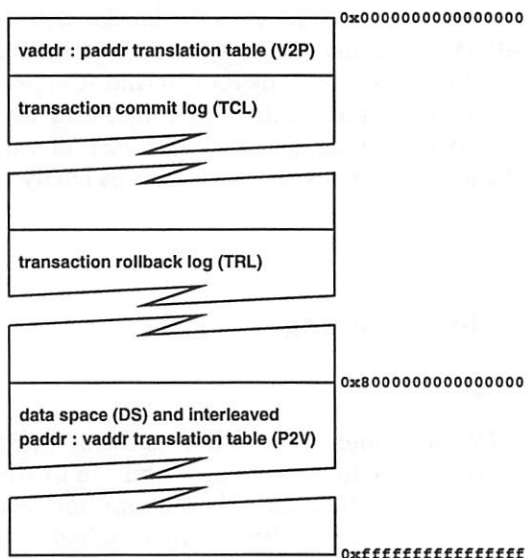 0x0000000000000000
vaddr : paddr translation table (V2P)
transaction commit log (TCL)
transaction rollback log (TRL)
0x8000000000000000
data space (DS) and interleaved
paddr : vaddr translation table (P2V)
0xffffffffffffffff